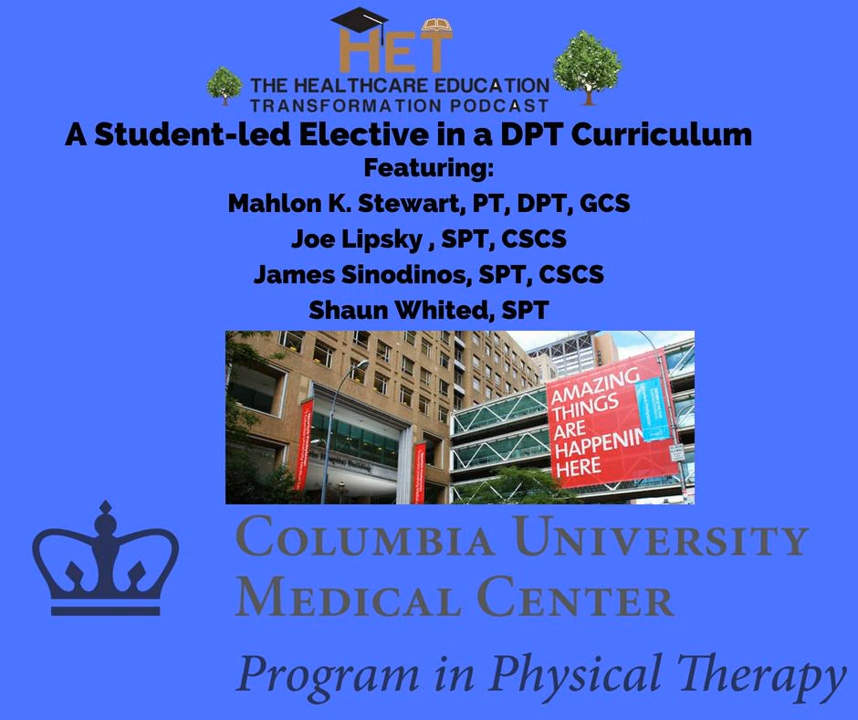 HET
THE HEALTHCARE EDUCATION
TRANSFORMATION PODCAST
A Student-led Elective in a DPT Curriculum
Featuring:
Mahlon K. Stewart, PT, DPT, GCS
Joe Lipsky , SPT, CSCS
James Sinodinos, SPT, CSCS
Shaun Whited, SPT
AMAZING
THINGS
ARE
HAPPENIN
HERE
COLUMBIA UNIVERSITY
MEDICAL CENTER
Program in Physical Therapy